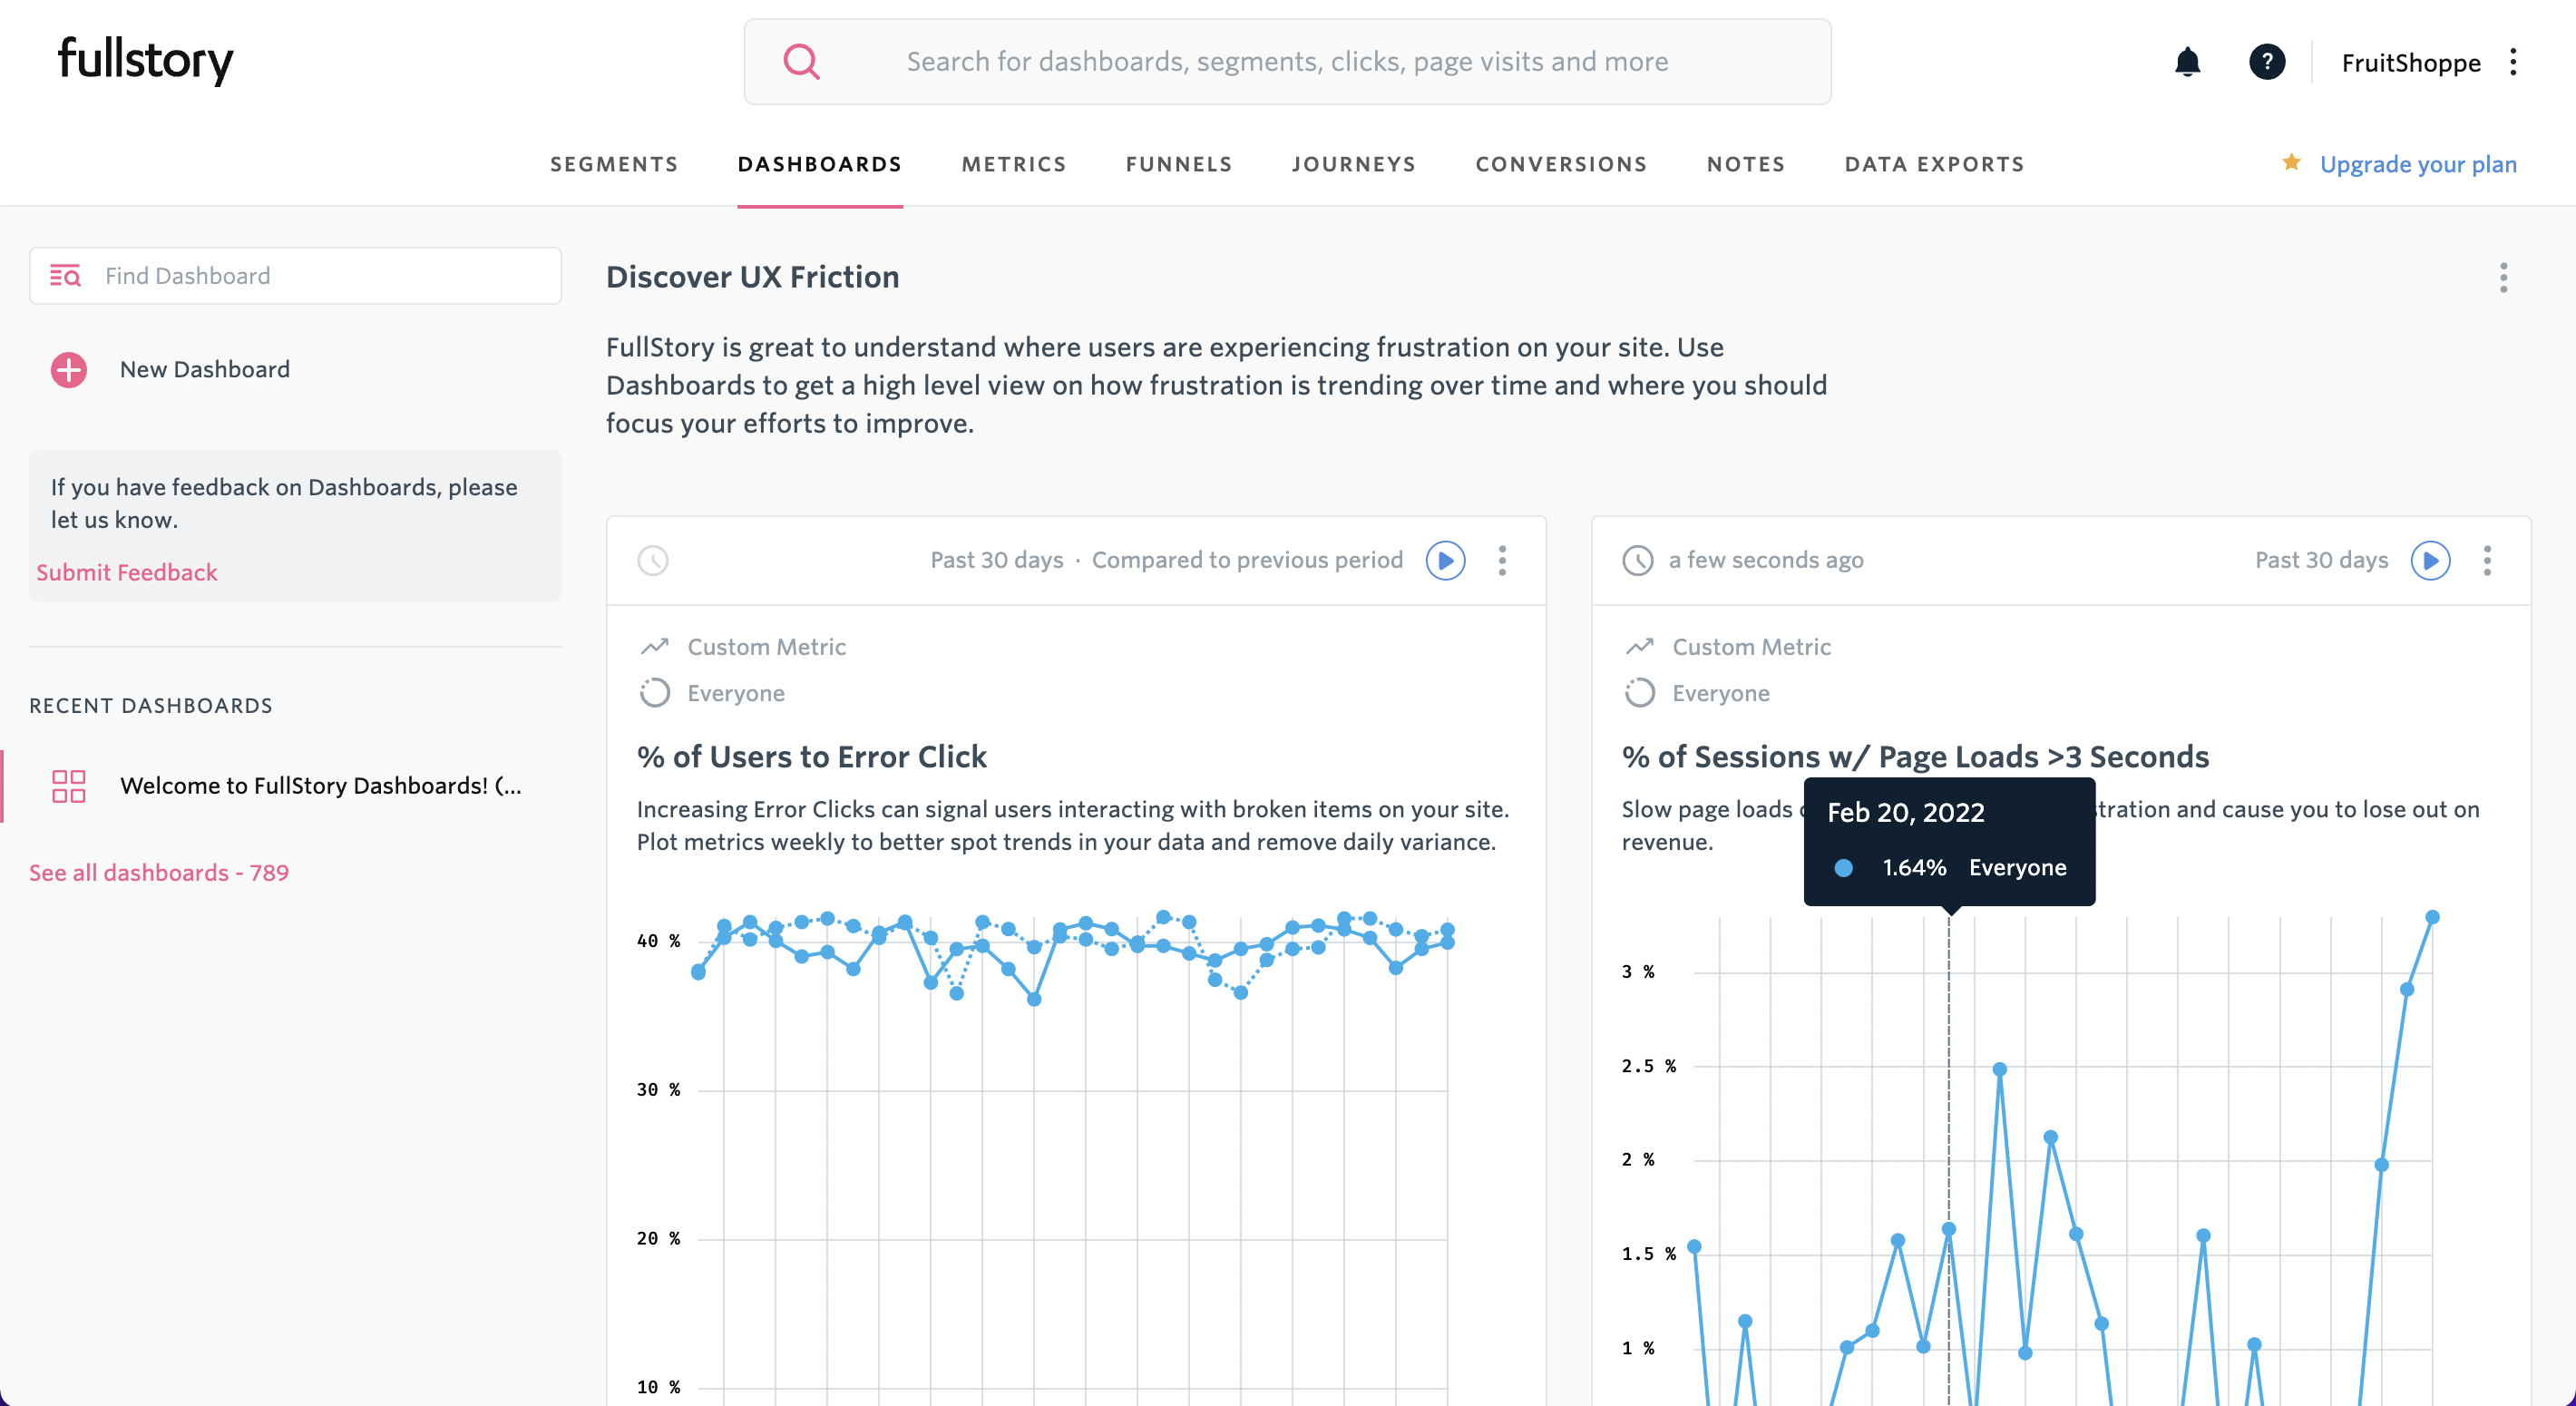 fullstory
Search for dashboards, segments, clicks, page visits and more
?
FruitShoppe
SEGMENTS
DASHBOARDS
METRICS
FUNNELS
JOURNEYS
CONVERSIONS
NOTES
DATA EXPORTS
Upgrade your plan
Find Dashboard
New Dashboard
If you have feedback on Dashboards, please
let us know.
Submit Feedback
RECENT DASHBOARDS
Welcome to FullStory Dashboards! (...
See all dashboards - 789
Discover UX Friction
FullStory is great to understand where users are experiencing frustration on your site. Use
Dashboards to get a high level view on how frustration is trending over time and where you should
focus your efforts to improve.
Past 30 days · Compared to previous period
Custom Metric
Everyone
% of Users to Error Click
Increasing Error Clicks can signal users interacting with broken items on your site.
Plot metrics weekly to better spot trends in your data and remove daily variance.
40 %
30 %
20 %
10 %
a few seconds ago
Past 30 days
Custom Metric
Everyone
% of Sessions w/ Page Loads >3 Seconds
Slow page loads stration and cause you to lose out on
revenue.
Feb 20, 2022
1.64% Everyone
3 %
2.5 %
2 %
1.5 %
1 %